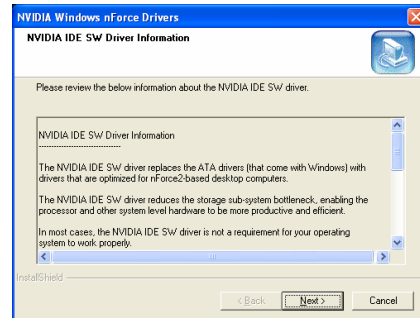 NVIDIA Windows nForce Drivers
NVIDIA IDE SW Driver Information
Please review the below information about the NVIDIA IDE SW driver.
NVIDIA IDE SW Driver Information
--------------------------------
The NVIDIA IDE SW driver replaces the ATA drivers (that come with Windows) with
drivers that are optimized for nForce2-based desktop computers.
The NVIDIA IDE SW driver reduces the storage sub-system bottleneck, enabling the
processor and other system level hardware to be more productive and efficient.
In most cases, the NVIDIA IDE SW driver is not a requirement for your operating
system to work properly.
InstallShield
< Back
Next >
Cancel